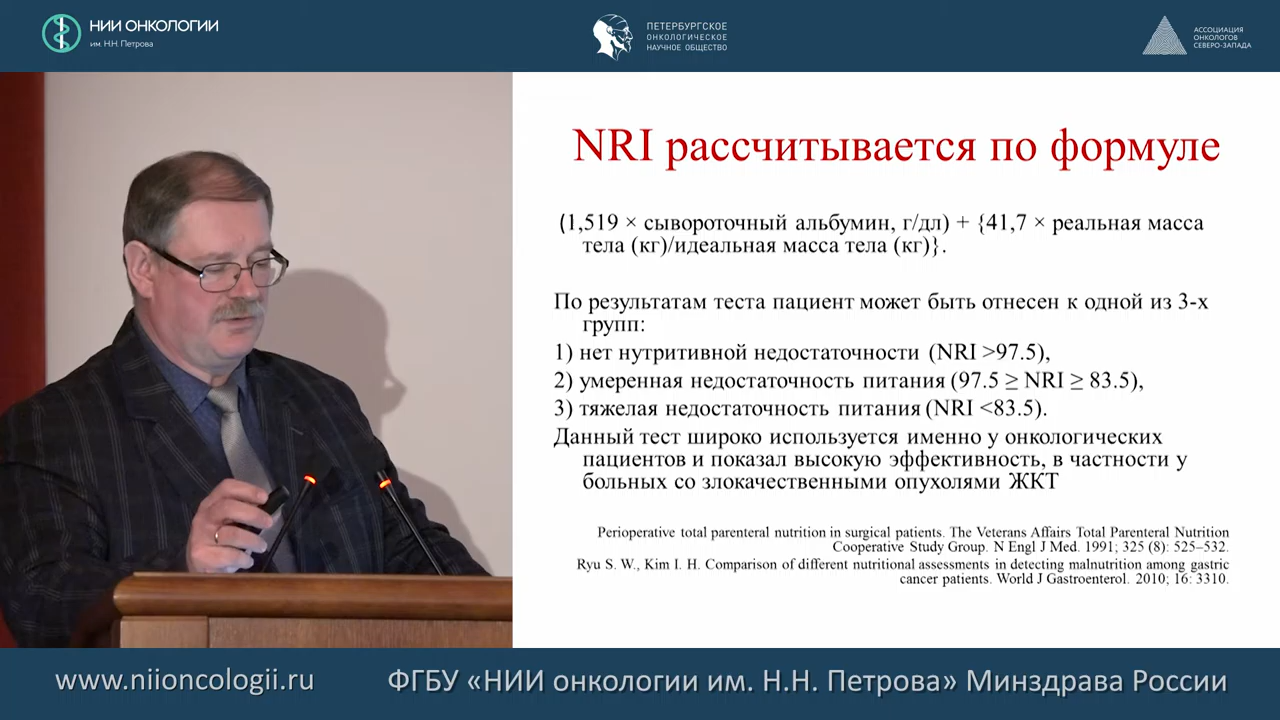 НИИ ОНКОЛОГИИ
им. Н.Н. Петрова
ПЕТЕРБУРГСКОЕ
ОНКОЛОГИЧЕСКОЕ
НАУЧНОЕ ОБЩЕСТВО
АССОЦИАЦИЯ
ОНКОЛОГОВ
СЕВЕРО-ЗАПАДА
NRI рассчитывается по формуле
(1,519 × сывороточный альбумин, г/дл) + {41,7 × реальная масса
тела (кг)/идеальная масса тела (кг)}.
По результатам теста пациент может быть отнесен к одной из 3-х
групп:
1) нет нутритивной недостаточности (NRI >97.5),
2) умеренная недостаточность питания (97.5 ≥ NRI ≥ 83.5),
3) тяжелая недостаточность питания (NRI <83.5).
Данный тест широко используется именно у онкологических
пациентов и показал высокую эффективность, в частности у
больных со злокачественными опухолями ЖКТ
Perioperative total parenteral nutrition in surgical patients. The Veterans Affairs Total Parenteral Nutrition
Cooperative Study Group. N Engl J Med. 1991; 325 (8): 525–532.
Ryu S. W., Kim I. H. Comparison of different nutritional assessments in detecting malnutrition among gastric
cancer patients. World J Gastroenterol. 2010; 16: 3310.
www.niioncologii.ru
ФГБУ «НИИ онкологии им. Н.Н. Петрова» Минздрава России